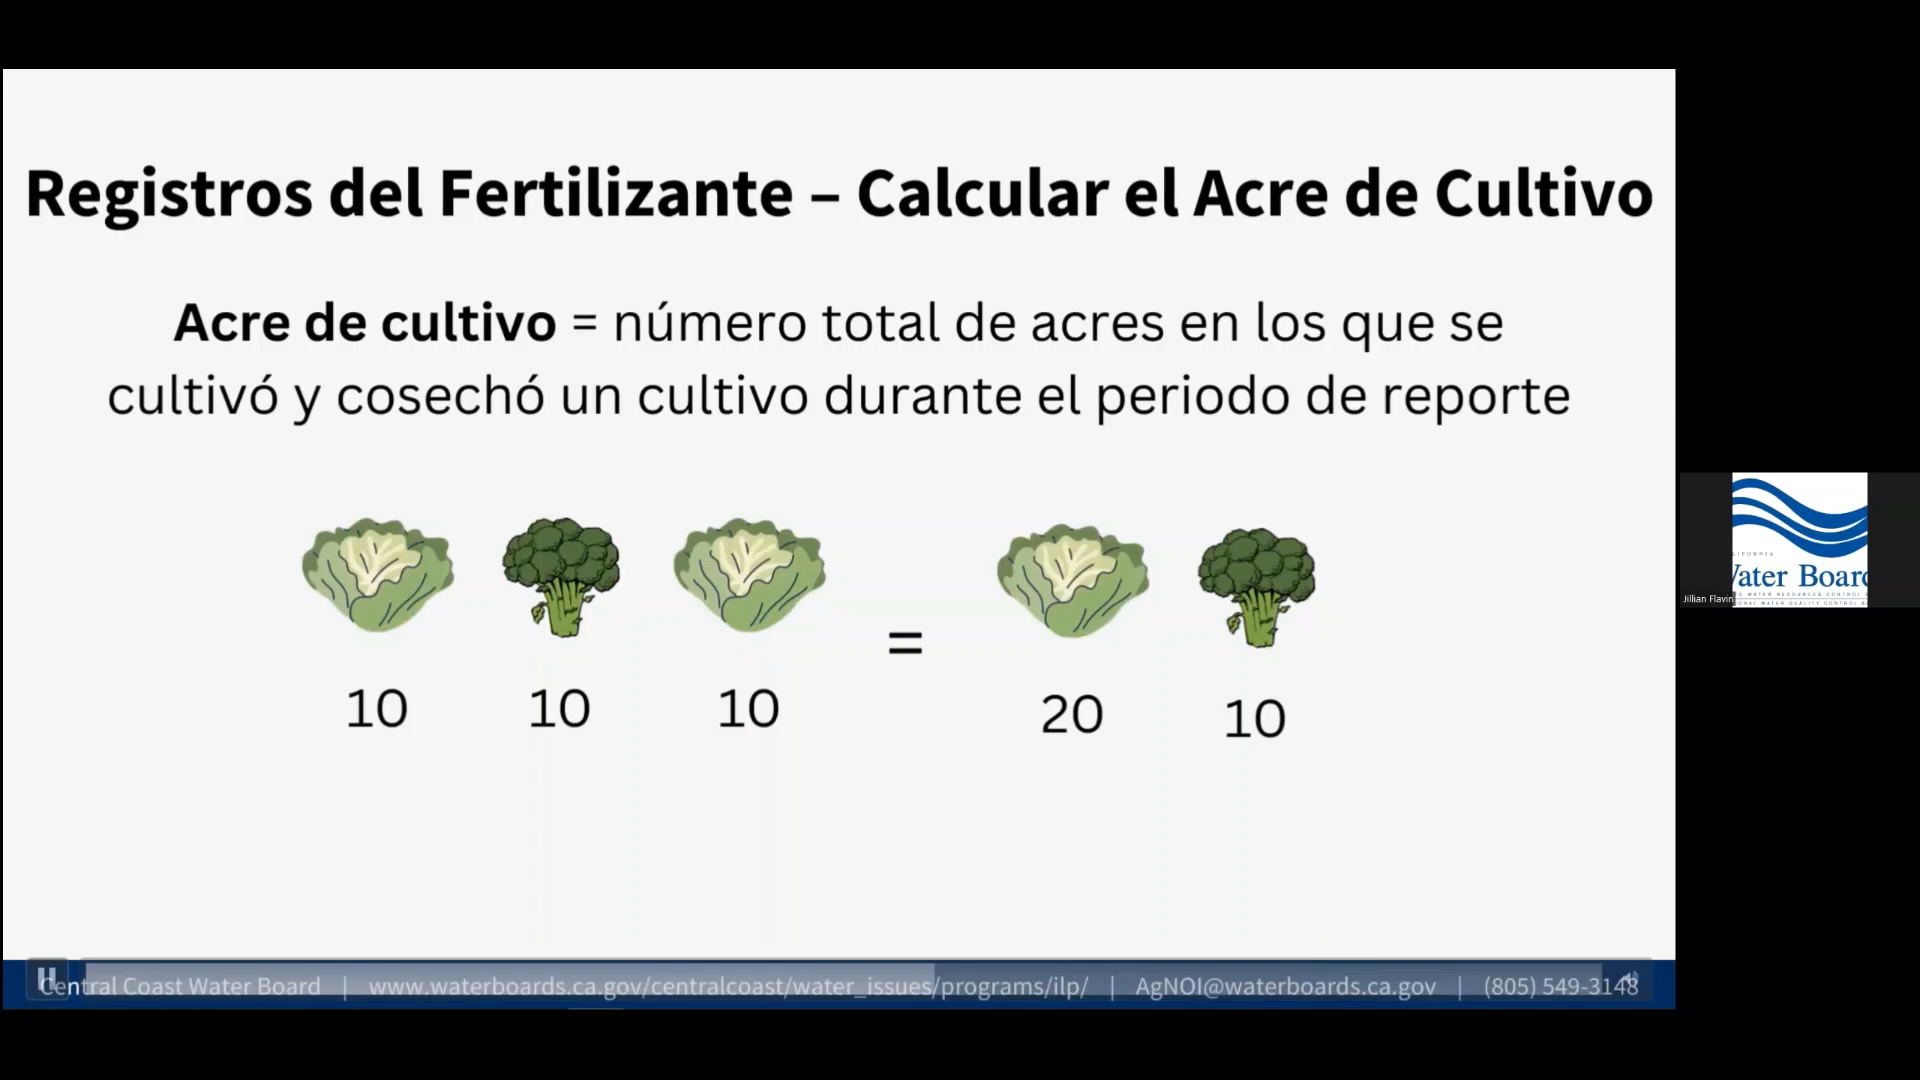 Registros del Fertilizante – Calcular el Acre de Cultivo
Acre de cultivo = número total de acres en los que se
cultivó y cosechó un cultivo durante el periodo de reporte
10 10 10 = 20 10
Water Board
Jillian Flavin
Central Coast Water Board | www.waterboards.ca.gov/centralcoast/water_issues/programs/ilp/ | AgNOI@waterboards.ca.gov | (805) 549-3148